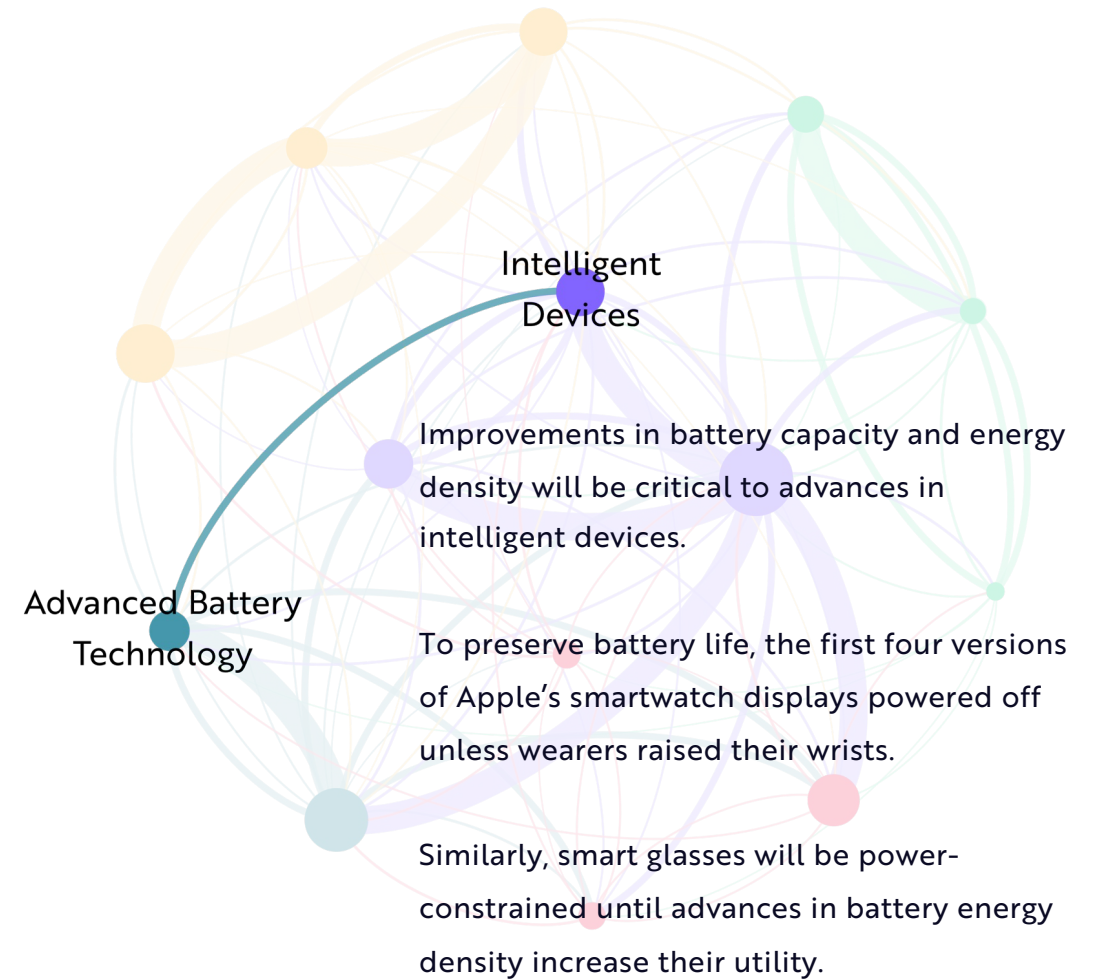 Intelligent
Devices
Improvements in battery capacity and energy
density will be critical to advances in
intelligent devices.
Advanced Battery
Technology
To preserve battery life, the first four versions
of Apple’s smartwatch displays powered off
unless wearers raised their wrists.
Similarly, smart glasses will be power-
constrained until advances in battery energy
density increase their utility.